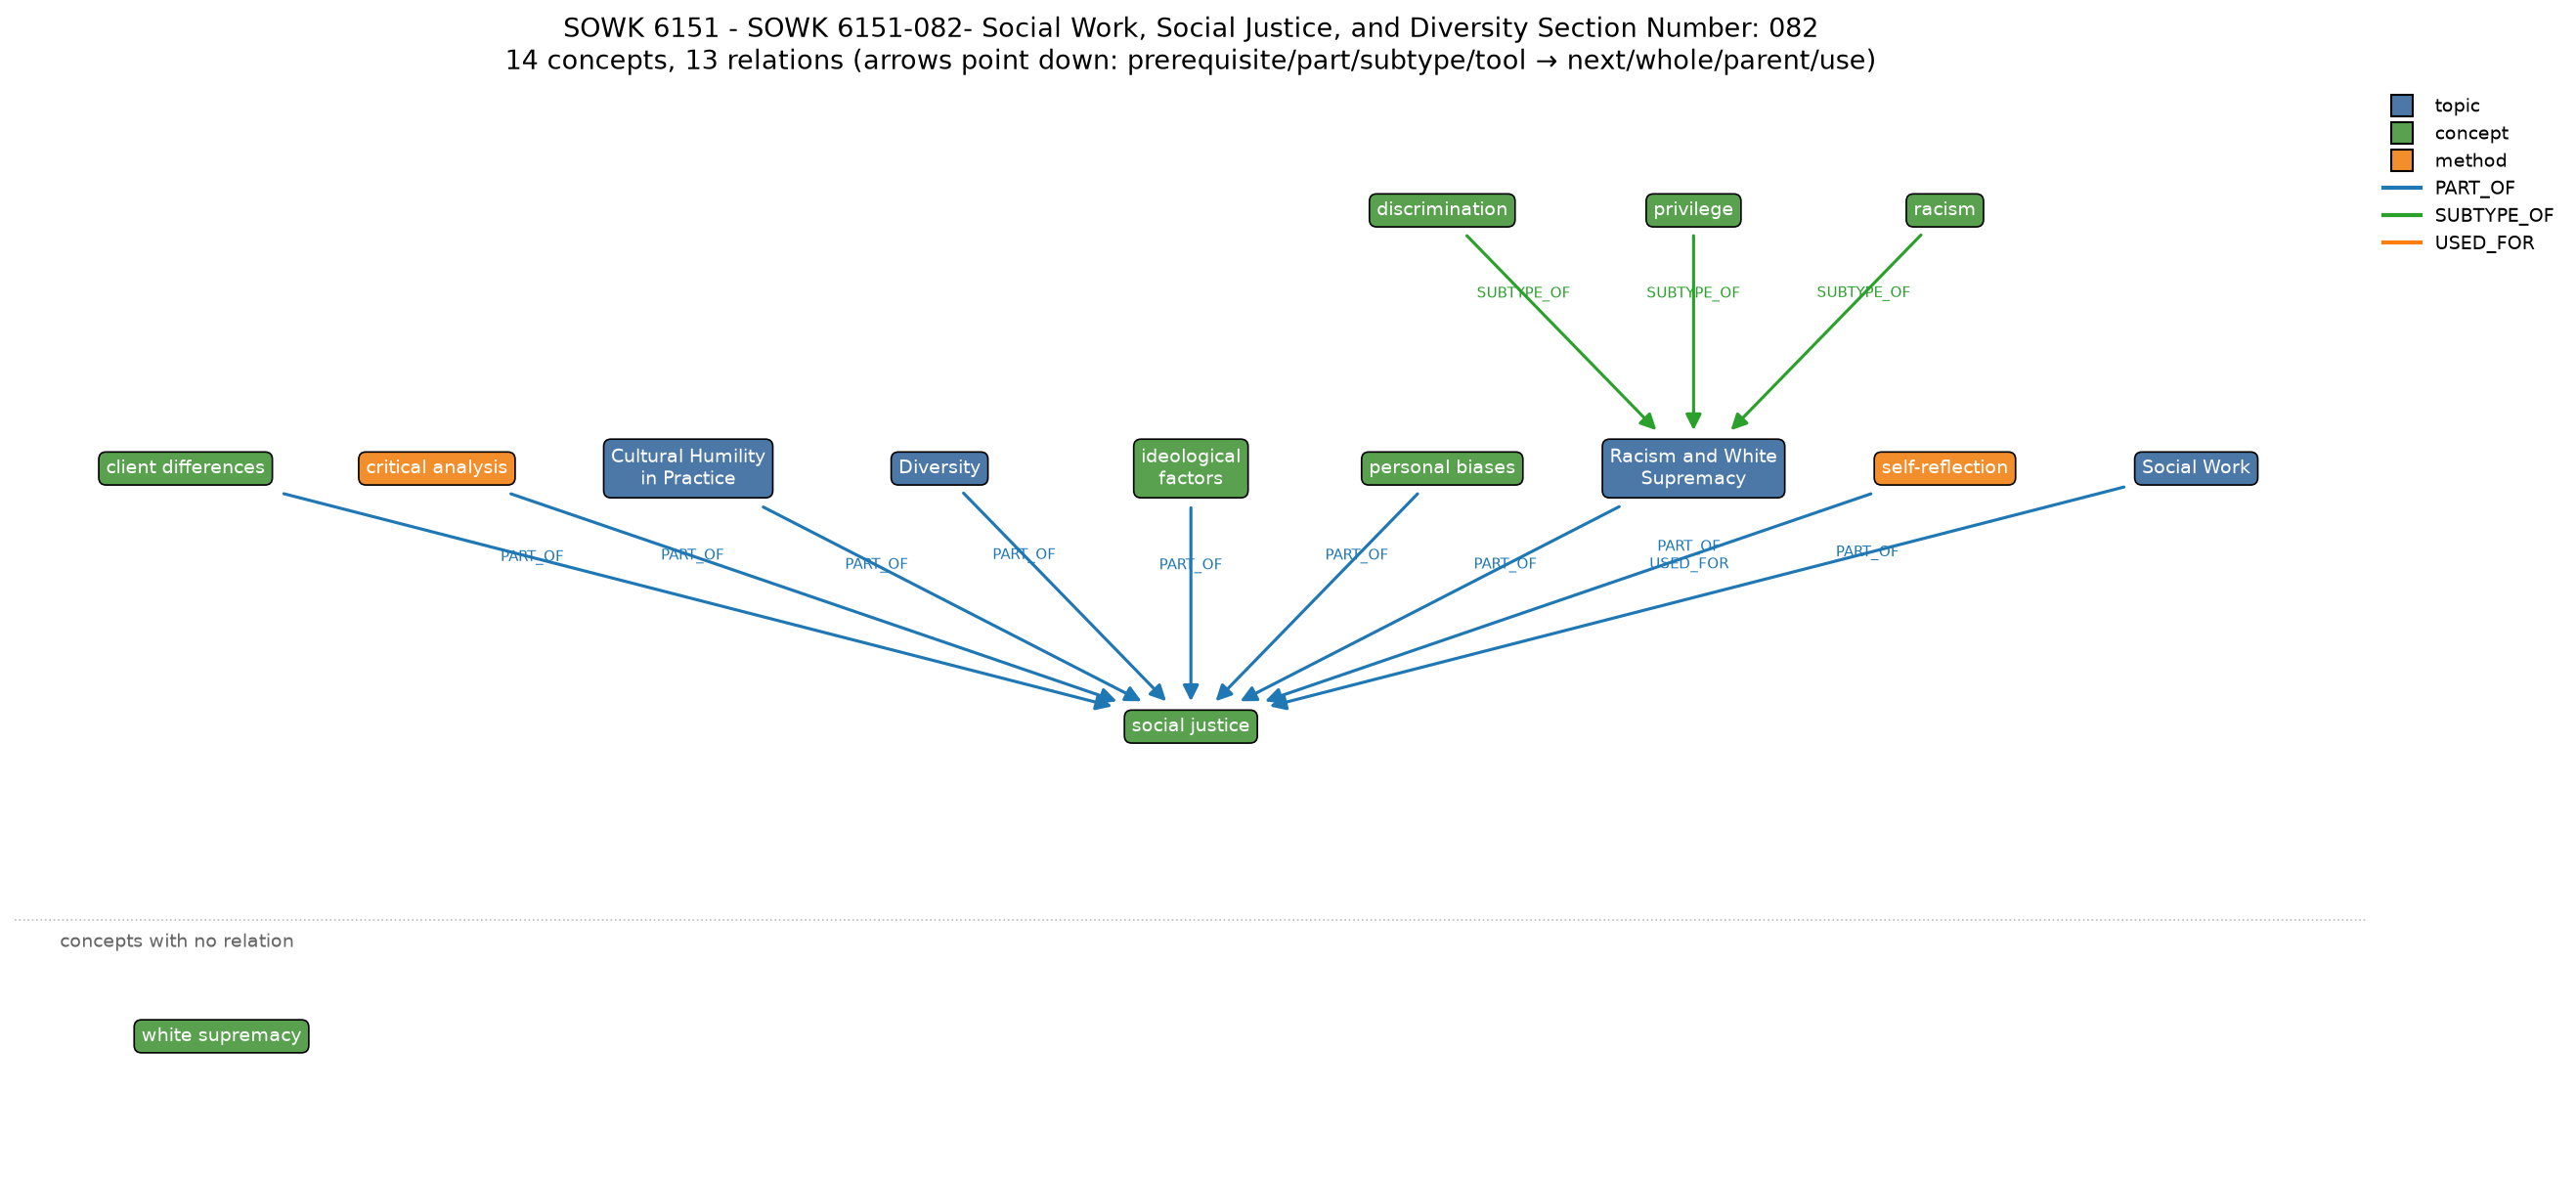 SOWK 6151 - SOWK 6151-082- Social Work, Social Justice, and Diversity Section Number: 082
14 concepts, 13 relations (arrows point down: prerequisite/part/subtype/tool → next/whole/parent/use)
topic
concept
method
PART_OF
SUBTYPE_OF
USED_FOR
discrimination
privilege
racism
SUBTYPE_OF
SUBTYPE_OF
SUBTYPE_OF
client differences
critical analysis
Cultural Humility
in Practice
Diversity
ideological
factors
personal biases
Racism and White
Supremacy
self-reflection
Social Work
PART_OF
PART_OF
PART_OF
PART_OF
PART_OF
PART_OF
PART_OF
PART_OF
USED_FOR
PART_OF
social justice
concepts with no relation
white supremacy